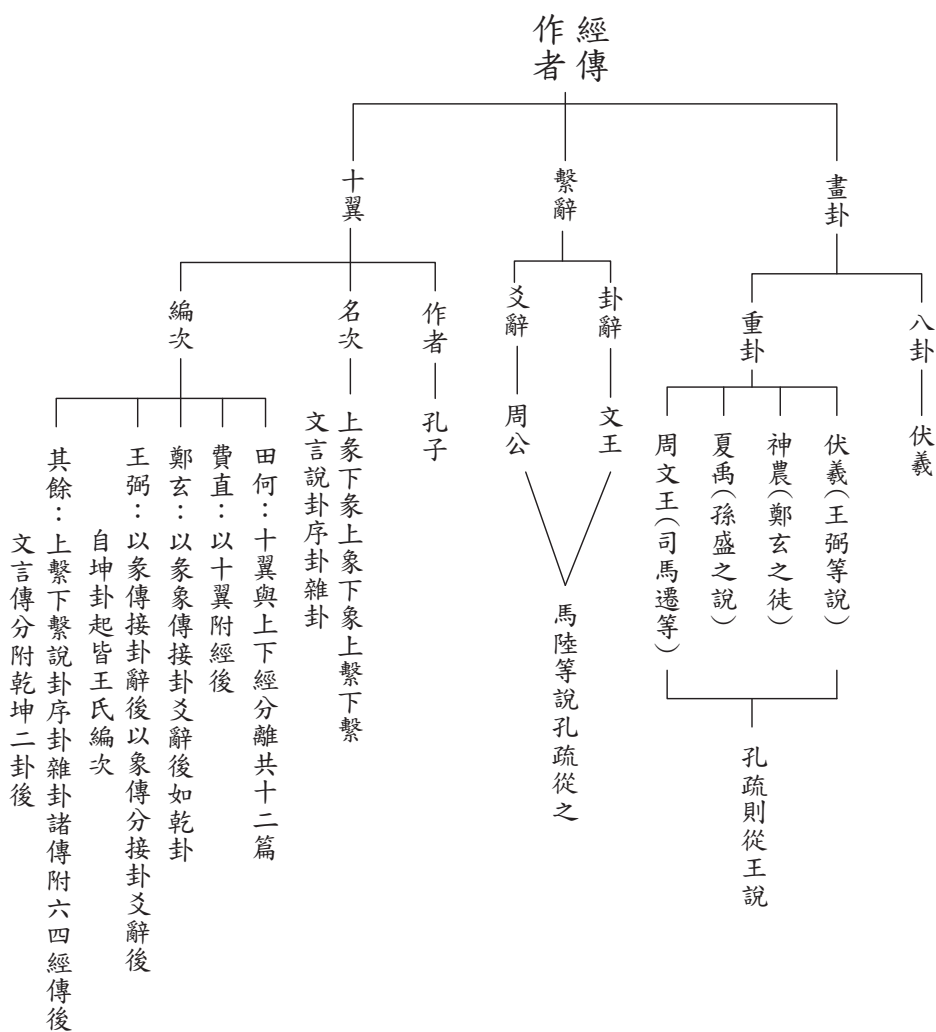 經傳
作者
畫卦
繫辭
十翼
八卦
重卦
卦辭
爻辭
作者
名次
編次
伏羲
伏羲(王弼等說)
神農(鄭玄之徒)
夏禹(孫盛之說)
周文王(司馬遷等)
孔疏則從王說
文王
周公
馬陸等說孔疏從之
孔子
上彖下彖上象下象上繫下繫
文言說卦序卦雜卦
田何：十翼與上下經分離共十二篇
費直：以十翼附經後
鄭玄：以彖象傳接卦爻辭後如乾卦
王弼：以彖傳接卦辭後以象傳分接卦爻辭後
自坤卦起皆王氏編次
其餘：上繫下繫說卦序卦雜卦諸傳附六四經傳後
文言傳分附乾坤二卦後